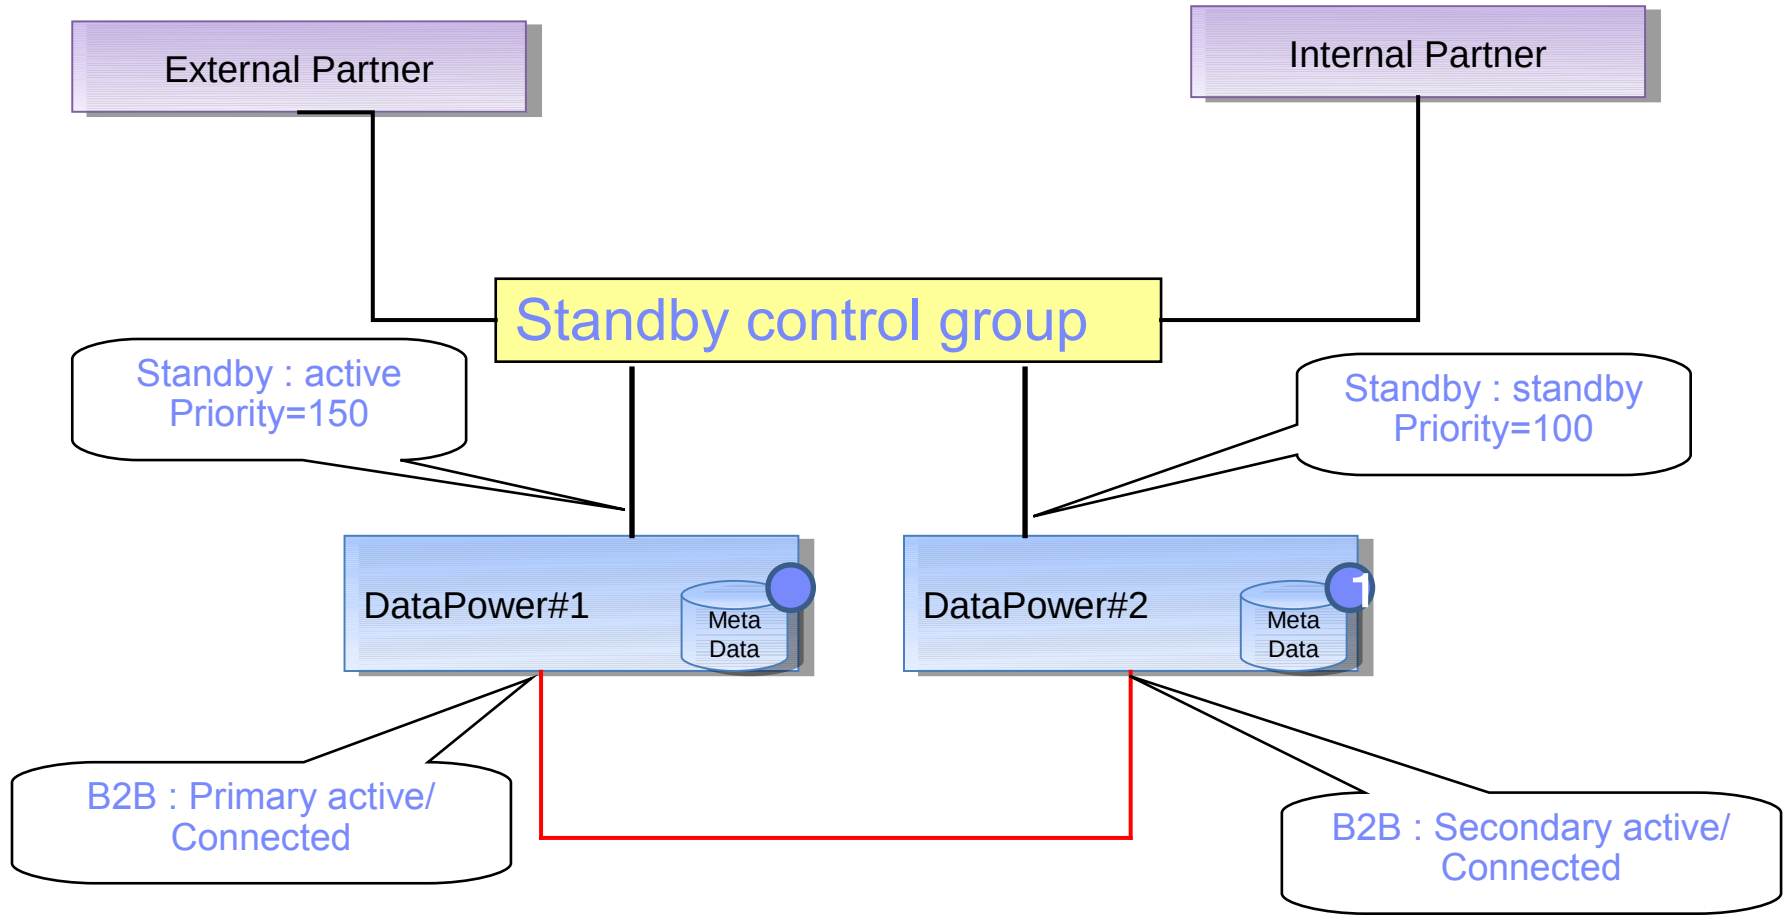 External Partner
Internal Partner
Standby control group
Standby : active
Priority=150
Standby : standby
Priority=100
DataPower#1
Meta
Data
DataPower#2
Meta
Data
1
B2B : Primary active/
Connected
B2B : Secondary active/
Connected